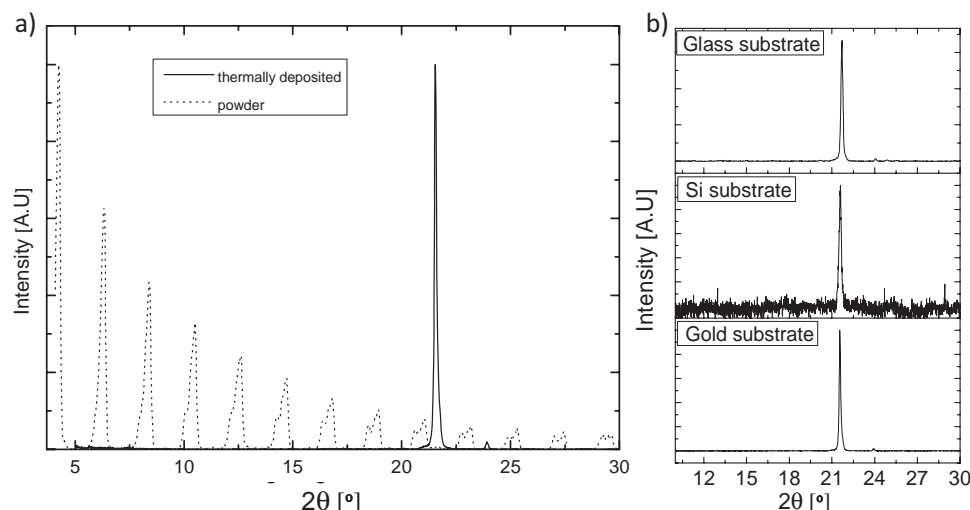 a)
thermally deposited
powder
Intensity [A.U]
5 10 15 20 25 30
2θ [°]
b)
Glass substrate
Si substrate
Gold substrate
Intensity [A.U]
12 15 18 21 24 27 30
2θ [°]